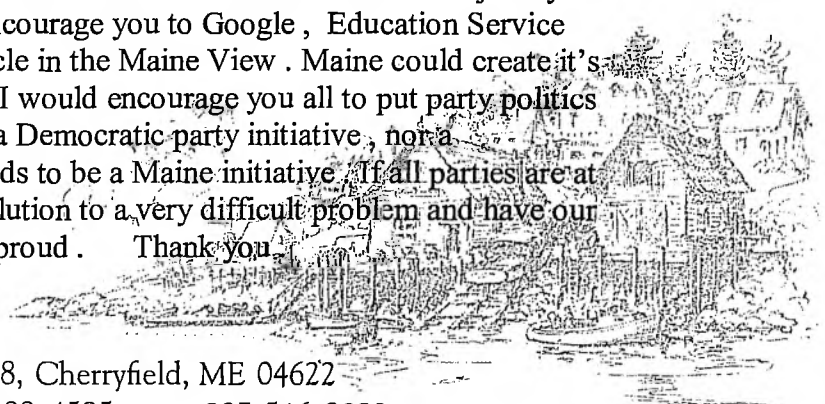 courage you to Google , Education Service
cle in the Maine View . Maine could create it's
I would encourage you all to put party politics
a Democratic party initiative , nor a
ds to be a Maine initiative . If all parties are at
lution to a very difficult problem and have our
proud . Thank you.
8, Cherryfield, ME 04622